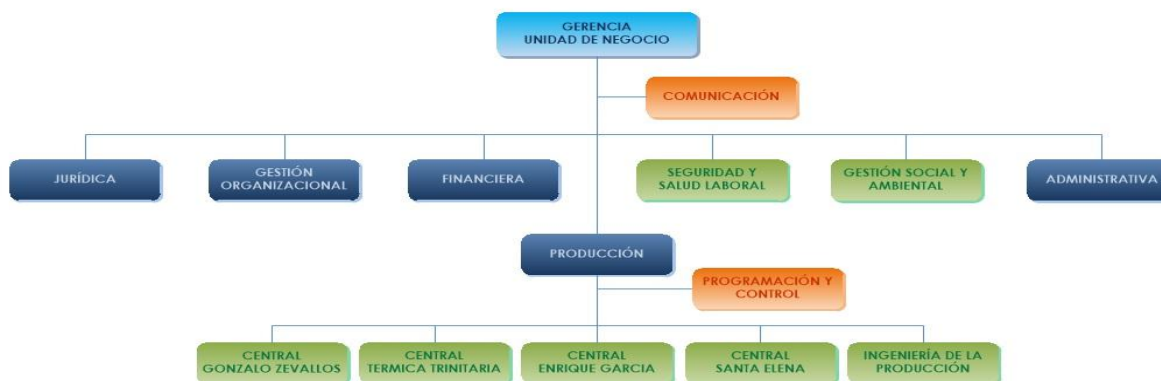 GERENCIA
UNIDAD DE NEGOCIO
COMUNICACIÓN
JURÍDICA
GESTIÓN
ORGANIZACIONAL
FINANCIERA
SEGURIDAD Y
SALUD LABORAL
GESTIÓN SOCIAL Y
AMBIENTAL
ADMINISTRATIVA
PRODUCCIÓN
PROGRAMACIÓN Y
CONTROL
CENTRAL
GONZALO ZEVALLOS
CENTRAL
TERMICA TRINITARIA
CENTRAL
ENRIQUE GARCIA
CENTRAL
SANTA ELENA
INGENIERÍA DE LA
PRODUCCIÓN